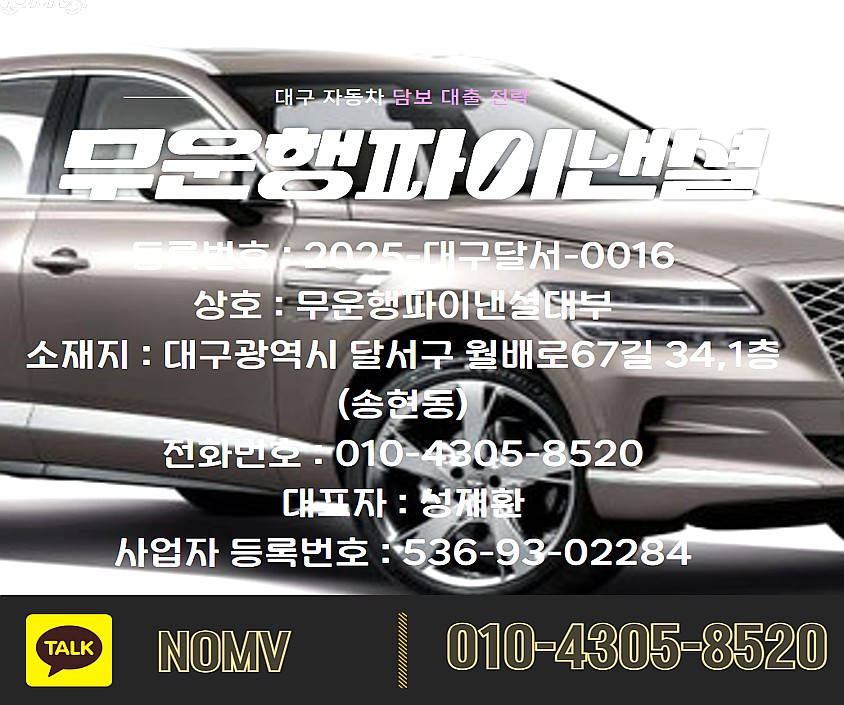 대구 자동차 담보 대출 전략
무운행파이낸셜
등록번호 : 2025-대구달서-0016
상호 : 무운행파이낸셜대부
소재지 : 대구광역시 달서구 월배로67길 34,1층
(송현동)
전화번호 : 010-4305-8520
대표자 : 성재환
사업자 등록번호 : 536-93-02284
TALK
NOMV
010-4305-8520